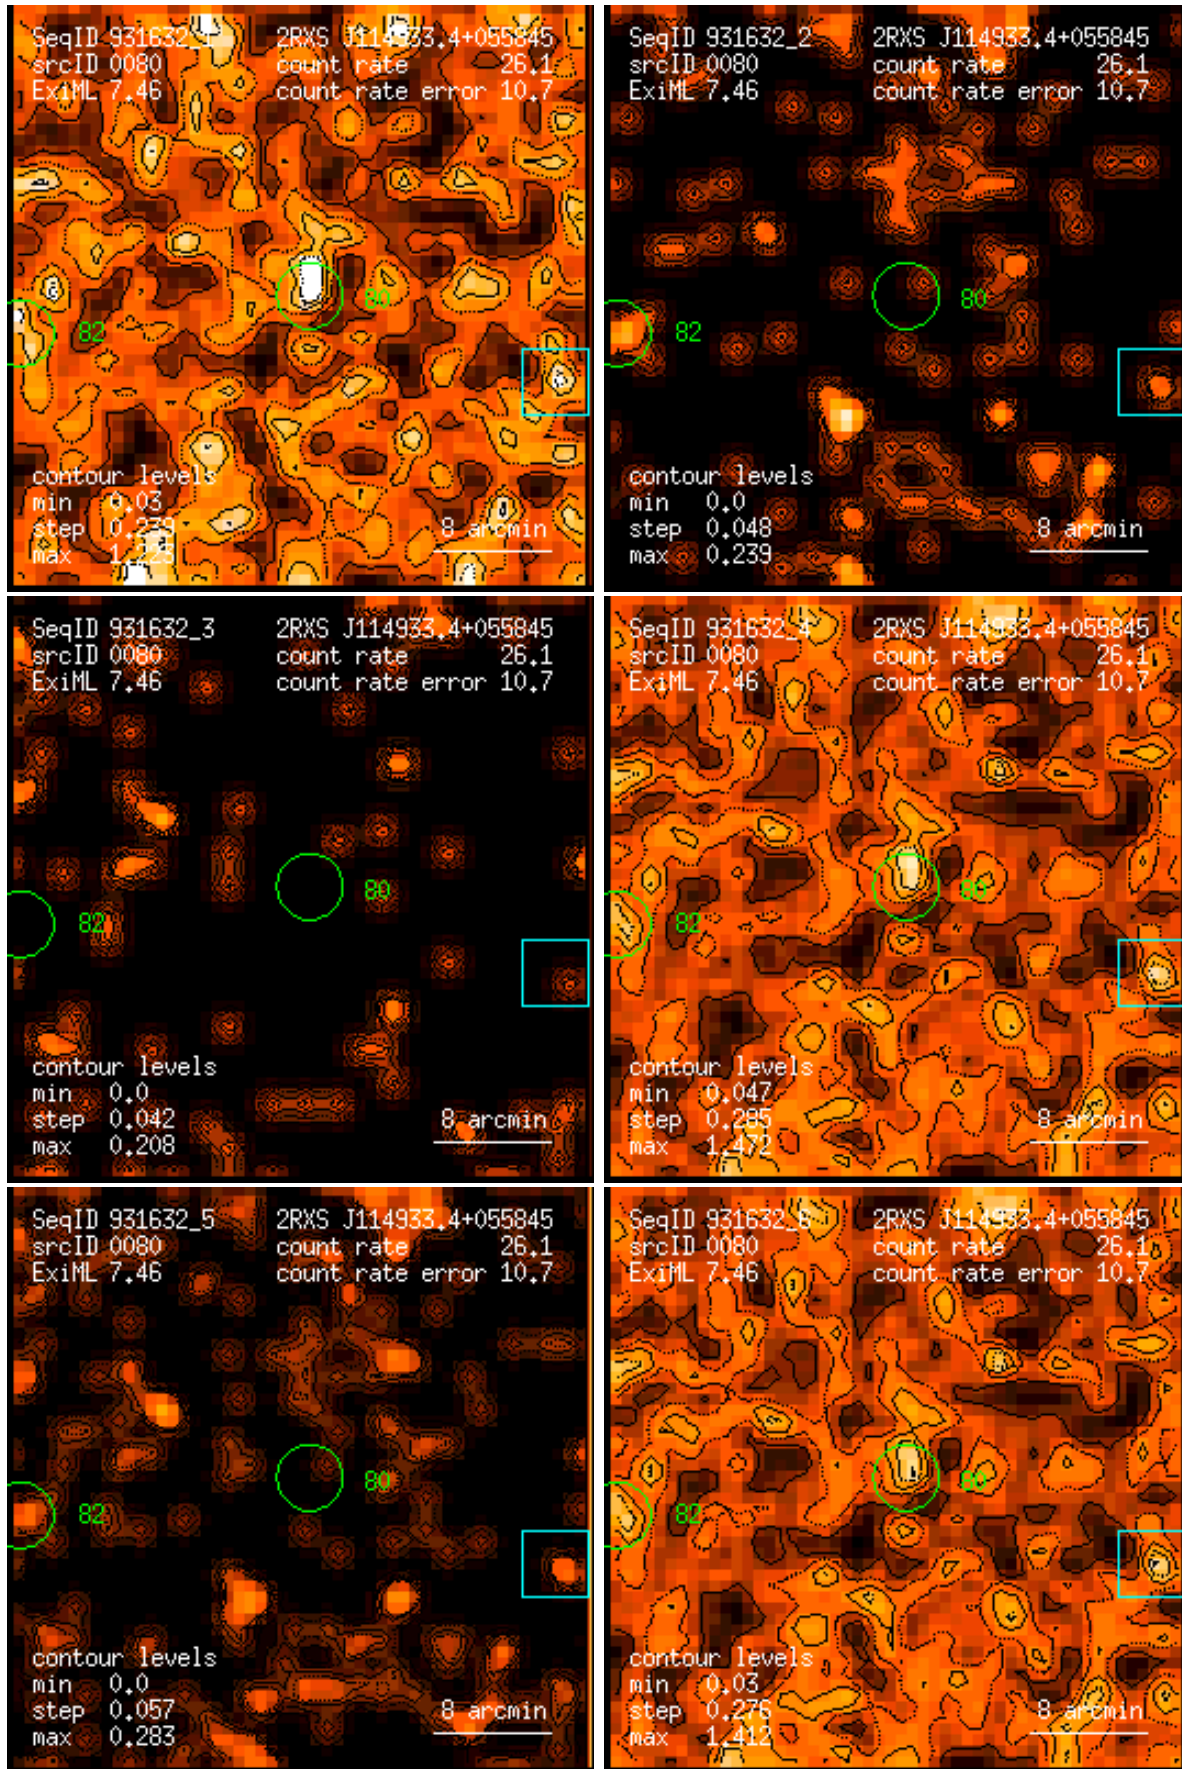 SeqID 931632_1 2RXS J114933.4+055845
srcID 0080 count rate 26.1
ExiML 7.46 count rate error 10.7
80
82
contour levels
min 0.03
step 0.239
max 1.223
8 arcmin
SeqID 931632_2 2RXS J114933.4+055845
srcID 0080 count rate 26.1
ExiML 7.46 count rate error 10.7
80
82
contour levels
min 0.0
step 0.048
max 0.239
8 arcmin
SeqID 931632_3 2RXS J114933.4+055845
srcID 0080 count rate 26.1
ExiML 7.46 count rate error 10.7
80
82
contour levels
min 0.0
step 0.042
max 0.208
8 arcmin
SeqID 931632_4 2RXS J114933.4+055845
srcID 0080 count rate 26.1
ExiML 7.46 count rate error 10.7
80
82
contour levels
min 0.047
step 0.285
max 1.472
8 arcmin
SeqID 931632_5 2RXS J114933.4+055845
srcID 0080 count rate 26.1
ExiML 7.46 count rate error 10.7
80
82
contour levels
min 0.0
step 0.057
max 0.283
8 arcmin
SeqID 931632_6 2RXS J114933.4+055845
srcID 0080 count rate 26.1
ExiML 7.46 count rate error 10.7
80
82
contour levels
min 0.03
step 0.276
max 1.412
8 arcmin